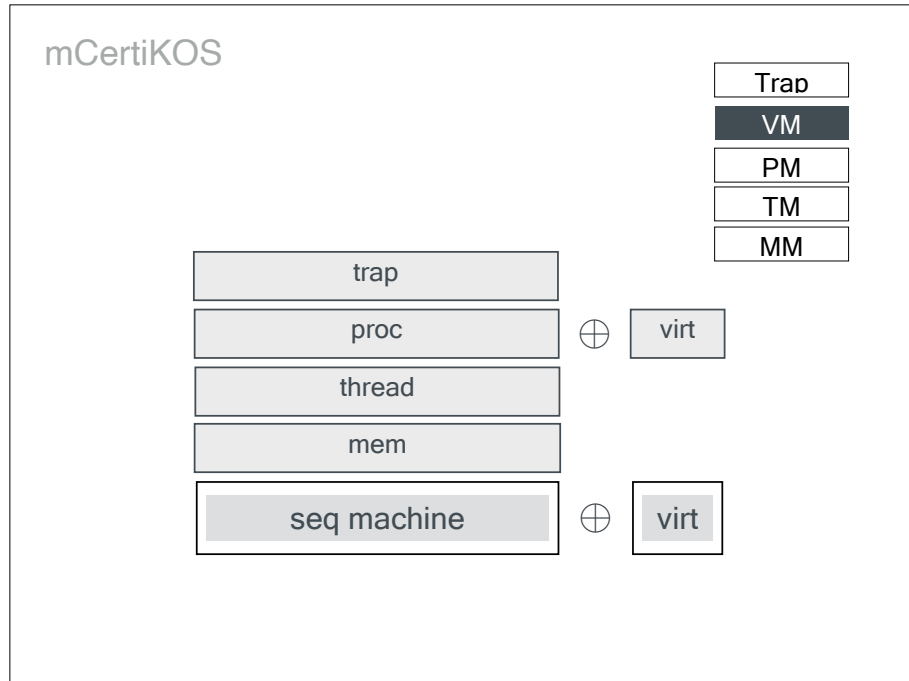 mCertiKOS
Trap
VM
PM
TM
MM
trap
proc ⊕ virt
thread
mem
seq machine ⊕ virt